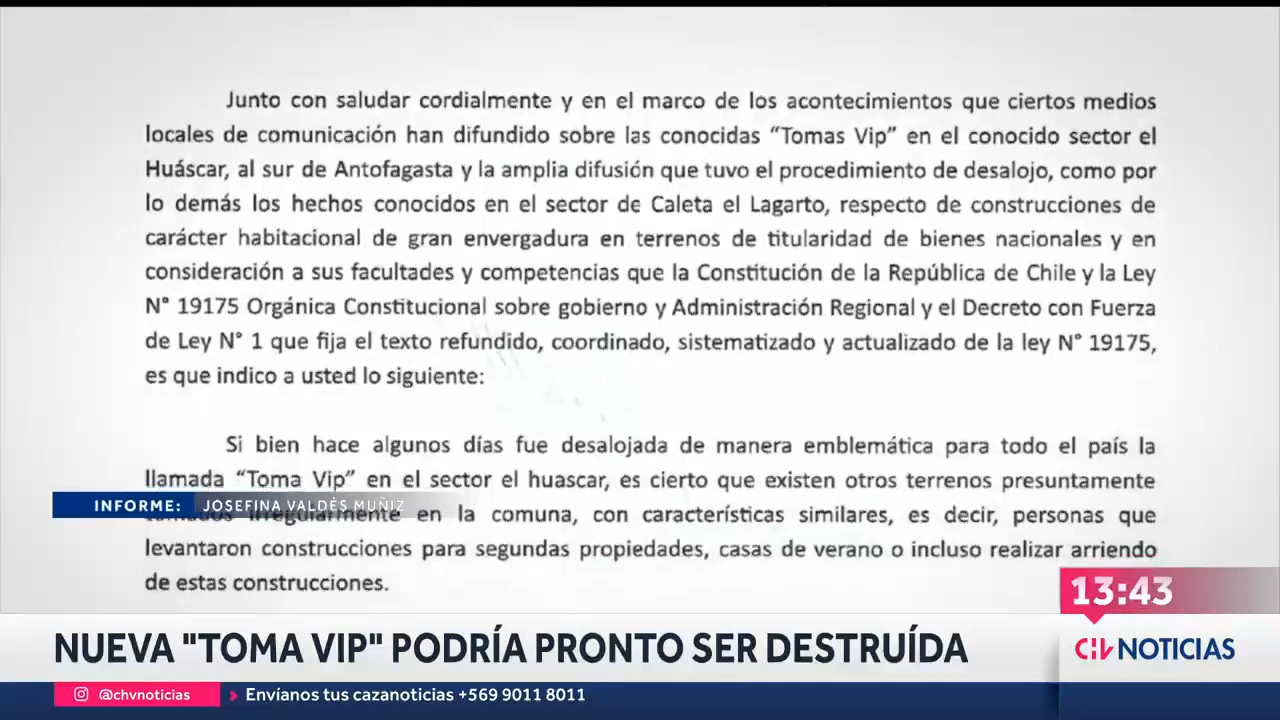 Junto con saludar cordialmente y en el marco de los acontecimientos que ciertos medios
locales de comunicación han difundido sobre las conocidas “Tomas Vip” en el conocido sector el
Huáscar, al sur de Antofagasta y la amplia difusión que tuvo el procedimiento de desalojo, como por
lo demás los hechos conocidos en el sector de Caleta el Lagarto, respecto de construcciones de
carácter habitacional de gran envergadura en terrenos de titularidad de bienes nacionales y en
consideración a sus facultades y competencias que la Constitución de la República de Chile y la Ley
N° 19175 Orgánica Constitucional sobre gobierno y Administración Regional y el Decreto con Fuerza
de Ley N° 1 que fija el texto refundido, coordinado, sistematizado y actualizado de la ley N° 19175,
es que indico a usted lo siguiente:
Si bien hace algunos días fue desalojada de manera emblemática para todo el país la
llamada “Toma Vip” en el sector el huascar, es cierto que existen otros terrenos presuntamente
INFORME: JOSEFINA VALDÉS MUÑIZ
tomados irregularmente en la comuna, con características similares, es decir, personas que
levantaron construcciones para segundas propiedades, casas de verano o incluso realizar arriendo
de estas construcciones.
13:43
NUEVA "TOMA VIP" PODRÍA PRONTO SER DESTRUÍDA
CHV NOTICIAS
@chvnoticias
Envíanos tus cazanoticias +569 9011 8011